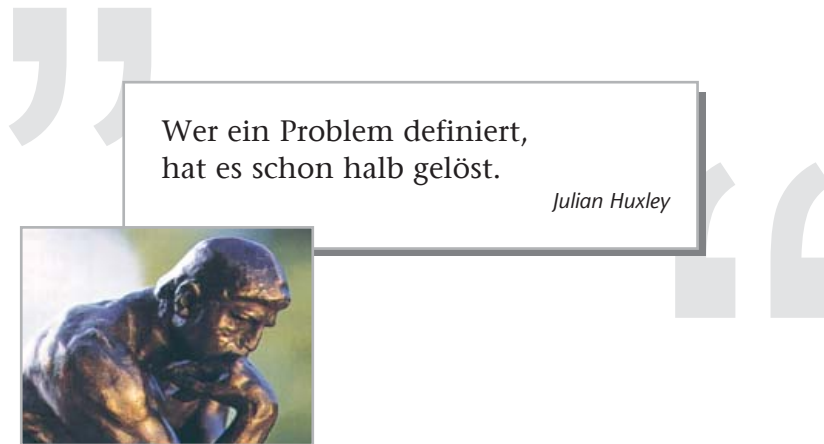 Wer ein Problem definiert,
hat es schon halb gelöst.
Julian Huxley